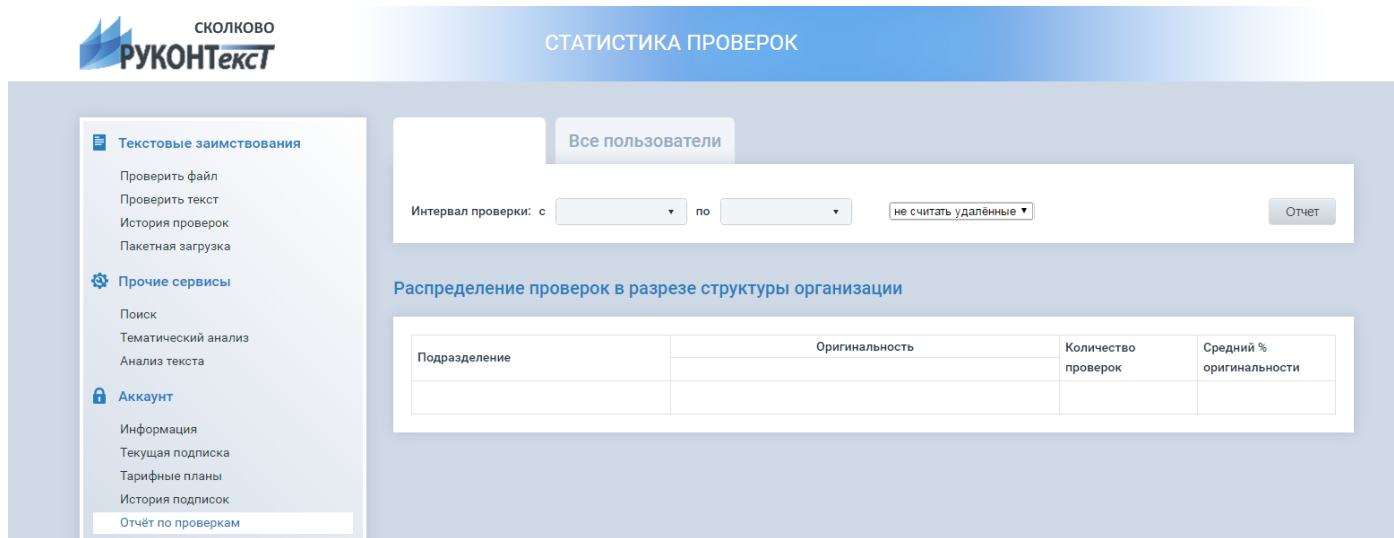 СКОЛКОВО
РУКОНТекст
СТАТИСТИКА ПРОВЕРОК
Текстовые заимствования
Проверить файл
Проверить текст
История проверок
Пакетная загрузка
Прочие сервисы
Поиск
Тематический анализ
Анализ текста
Аккаунт
Информация
Текущая подписка
Тарифные планы
История подписок
Отчёт по проверкам
Все пользователи
Интервал проверки: с по не считать удалённые Отчет
Распределение проверок в разрезе структуры организации
Подразделение
Оригинальность
Количество
проверок
Средний %
оригинальности